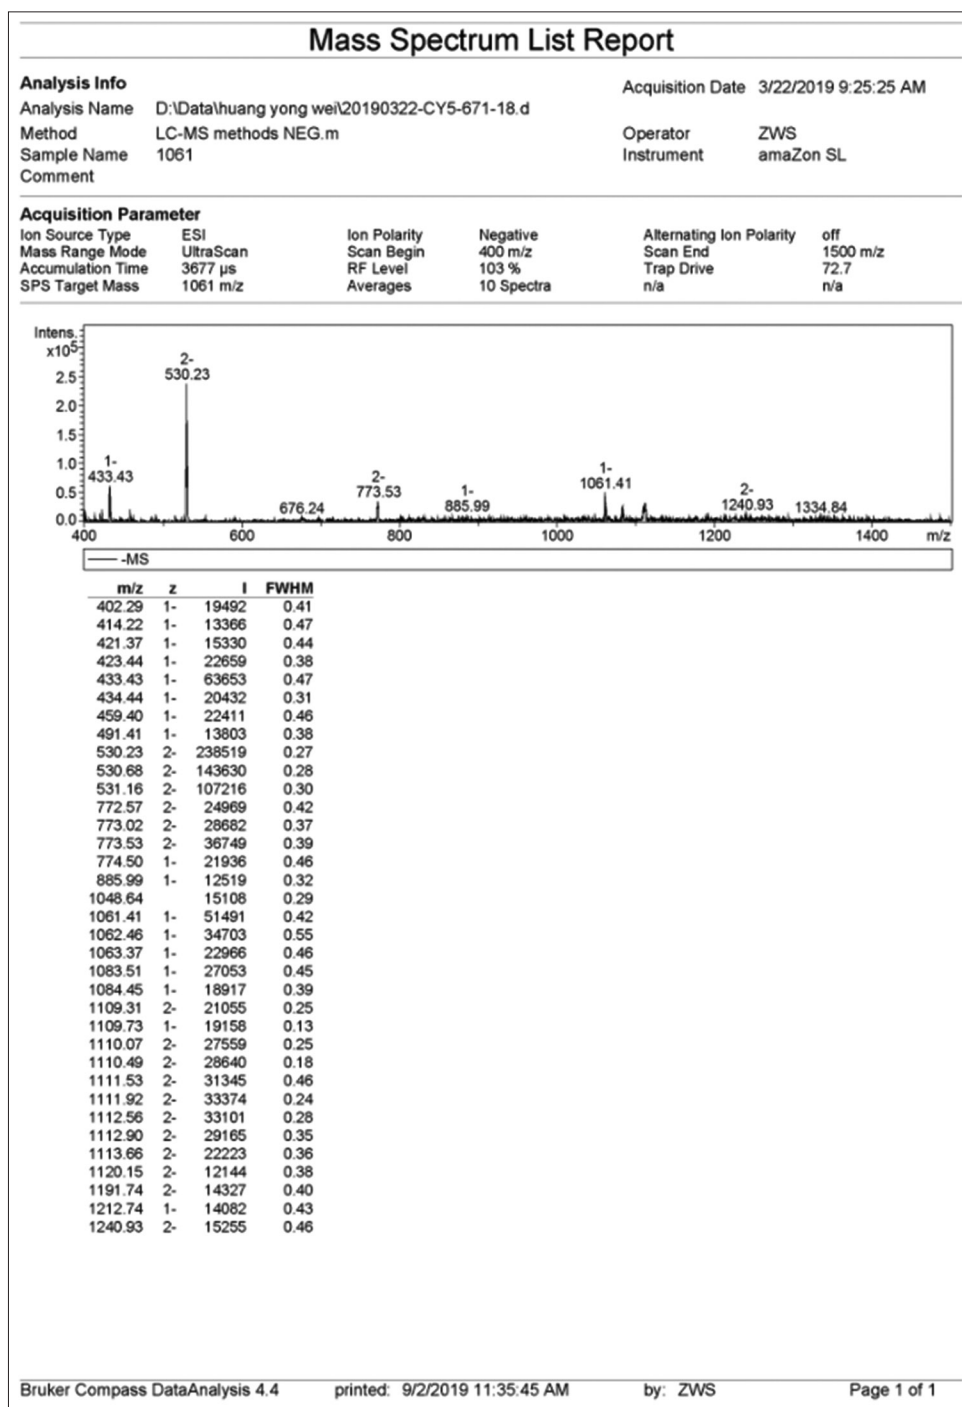 Mass Spectrum List Report
Analysis Info
Acquisition Date 3/22/2019 9:25:25 AM
Analysis Name D:\Data\huang yong wei\20190322-CY5-671-18.d
Method LC-MS methods NEG.m Operator ZWS
Sample Name 1061 Instrument amaZon SL
Comment
Acquisition Parameter
Ion Source Type ESI Ion Polarity Negative Alternating Ion Polarity off
Mass Range Mode UltraScan Scan Begin 400 m/z Scan End 1500 m/z
Accumulation Time 3677 µs RF Level 103 % Trap Drive 72.7
SPS Target Mass 1061 m/z Averages 10 Spectra n/a n/a
Intens.
x105
2.5
2.0
1.5
1.0
0.5
0.0
2-
530.23
1-
433.43
676.24
2-
773.53
1-
885.99
1-
1061.41
2-
1240.93
1334.84
400 600 800 1000 1200 1400 m/z
-MS
m/z z I FWHM
402.29 1- 19492 0.41
414.22 1- 13366 0.47
421.37 1- 15330 0.44
423.44 1- 22659 0.38
433.43 1- 63653 0.47
434.44 1- 20432 0.31
459.40 1- 22411 0.46
491.41 1- 13803 0.38
530.23 2- 238519 0.27
530.68 2- 143630 0.28
531.16 2- 107216 0.30
772.57 2- 24969 0.42
773.02 2- 28682 0.37
773.53 2- 36749 0.39
774.50 1- 21936 0.46
885.99 1- 12519 0.32
1048.64 15108 0.29
1061.41 1- 51491 0.42
1062.46 1- 34703 0.55
1063.37 1- 22966 0.46
1083.51 1- 27053 0.45
1084.45 1- 18917 0.39
1109.31 2- 21055 0.25
1109.73 1- 19158 0.13
1110.07 2- 27559 0.25
1110.49 2- 28640 0.18
1111.53 2- 31345 0.46
1111.92 2- 33374 0.24
1112.56 2- 33101 0.28
1112.90 2- 29165 0.35
1113.66 2- 22223 0.36
1120.15 2- 12144 0.38
1191.74 2- 14327 0.40
1212.74 1- 14082 0.43
1240.93 2- 15255 0.46
Bruker Compass DataAnalysis 4.4 printed: 9/2/2019 11:35:45 AM by: ZWS Page 1 of 1